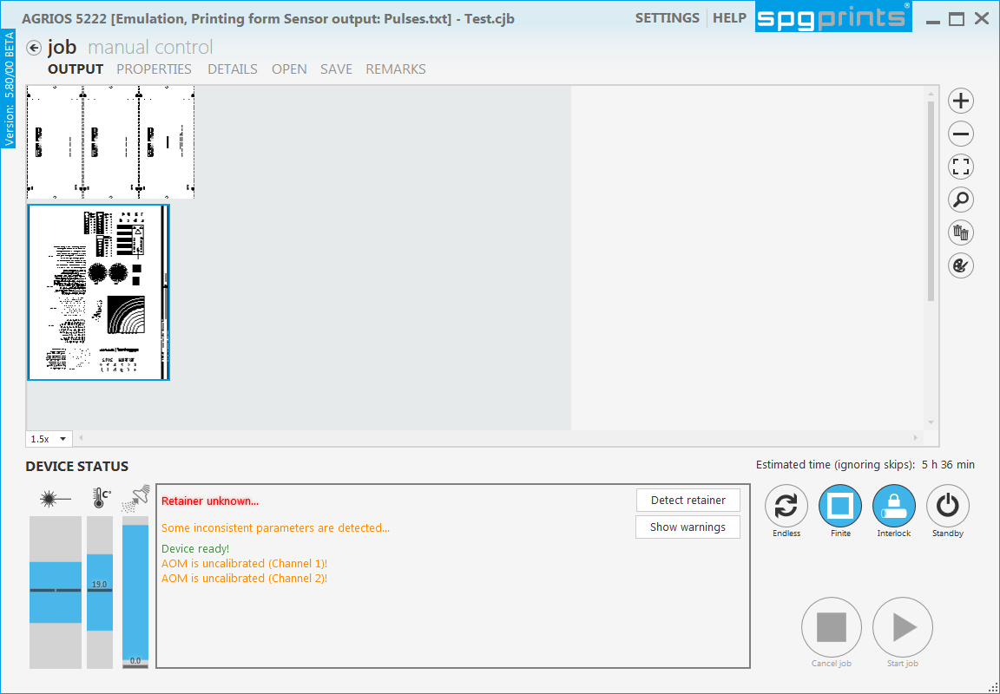 AGRIOS 5222 [Emulation, Printing form Sensor output: Pulses.txt] - Test.cjb
SETTINGS HELP
spgprints®
Version: 5.80/00 BETA
job manual control
OUTPUT PROPERTIES DETAILS OPEN SAVE REMARKS
1.5x
DEVICE STATUS
Estimated time (ignoring skips): 5 h 36 min
C°
19.0
0.0
Retainer unknown...
Detect retainer
Some inconsistent parameters are detected...
Show warnings
Device ready!
AOM is uncalibrated (Channel 1)!
AOM is uncalibrated (Channel 2)!
Endless Finite Interlock Standby
Cancel job Start job